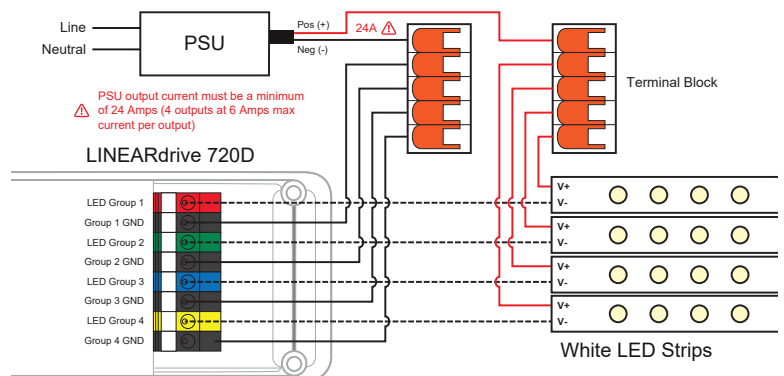 Line
Neutral
PSU
Pos (+)
Neg (-)
24A
PSU output current must be a minimum
of 24 Amps (4 outputs at 6 Amps max
current per output)
Terminal Block
LINEARdrive 720D
LED Group 1
Group 1 GND
LED Group 2
Group 2 GND
LED Group 3
Group 3 GND
LED Group 4
Group 4 GND
V+
V-
V+
V-
V+
V-
V+
V-
White LED Strips